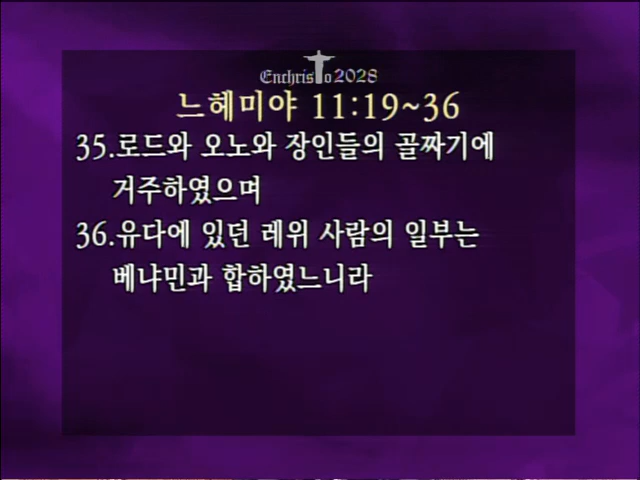 Enchristo 2028
느헤미야 11:19~36
35.로드와 오노와 장인들의 골짜기에
거주하였으며
36.유다에 있던 레위 사람의 일부는
베냐민과 합하였느니라